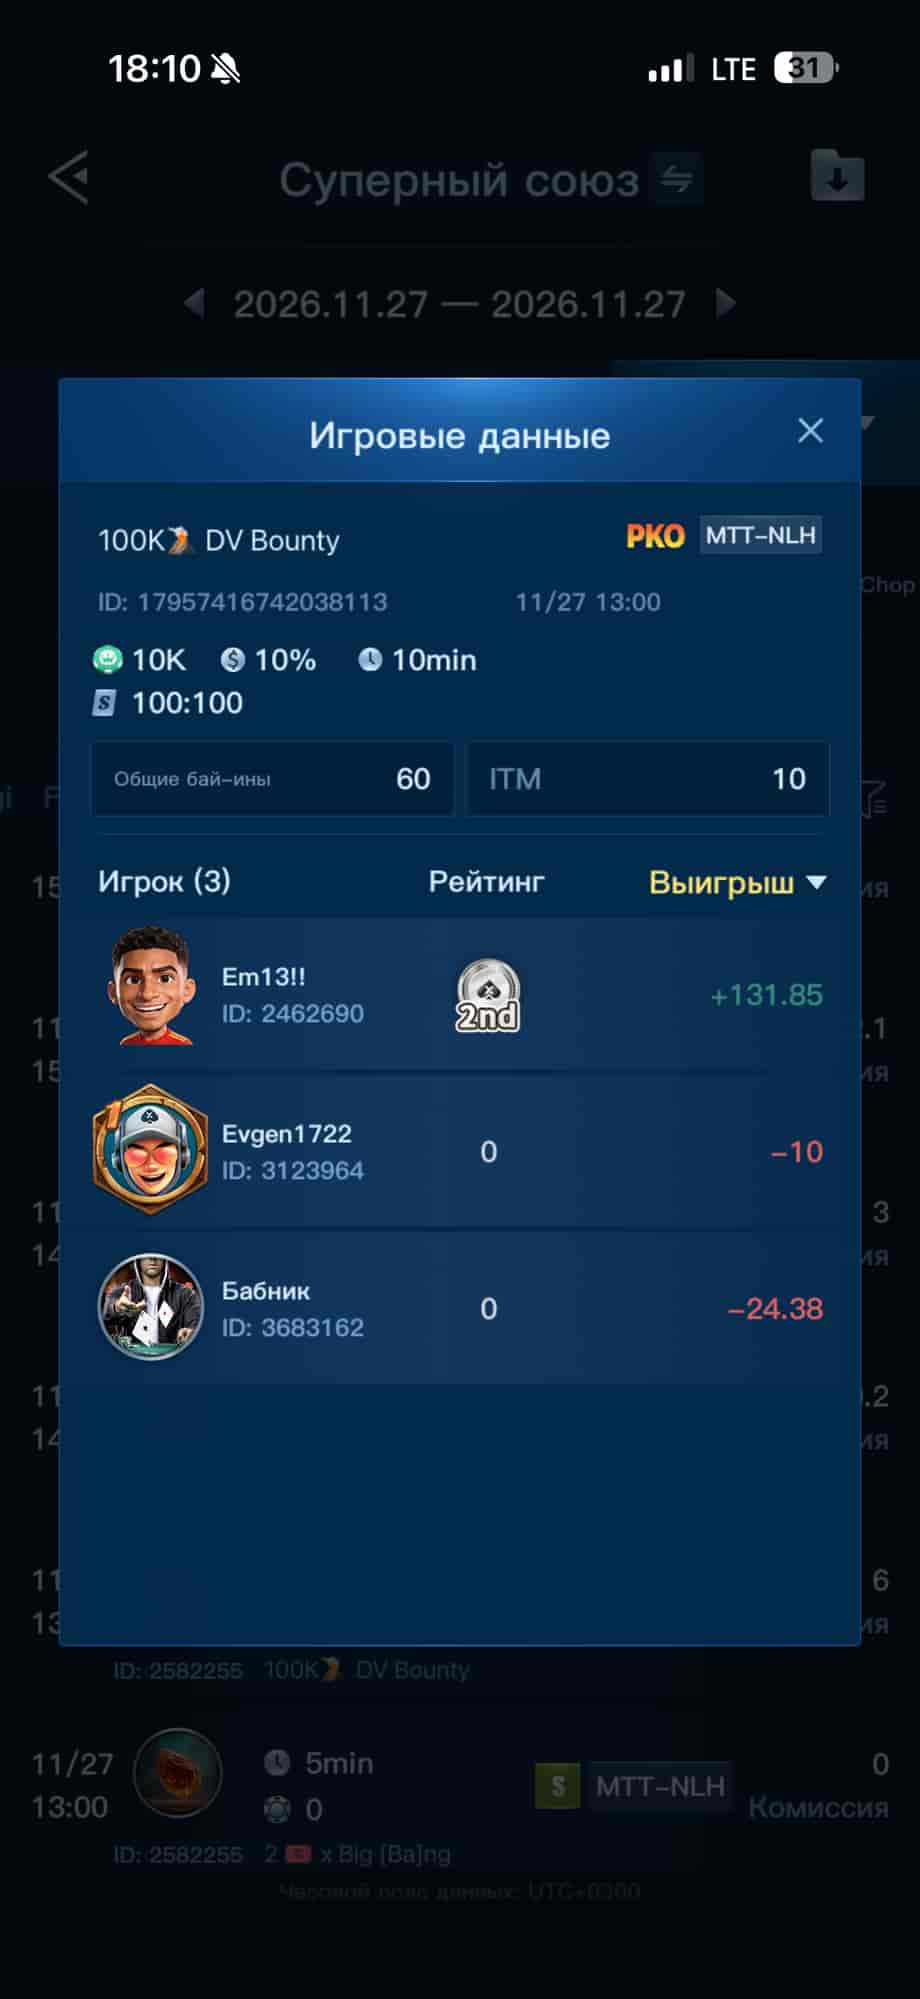 18:10
LTE 31
Суперный союз
2026.11.27 — 2026.11.27
Игровые данные
Chop
100K DV Bounty PKO MTT-NLH
ID: 17957416742038113 11/27 13:00
10K 10% 10min
S 100:100
Общие бай-ины 60 ITM 10
Игрок (3) Рейтинг Выигрыш
Em13!!
ID: 2462690
2nd
+131.85
Evgen1722
ID: 3123964
0
-10
Бабник
ID: 3683162
0
-24.38
ID: 2582255 100K DV Bounty
11/27
13:00
5min
0
S MTT-NLH
0
Комиссия
ID: 2582255 2 x Big [Ba]ng
Часовой пояс данных: UTC+0300